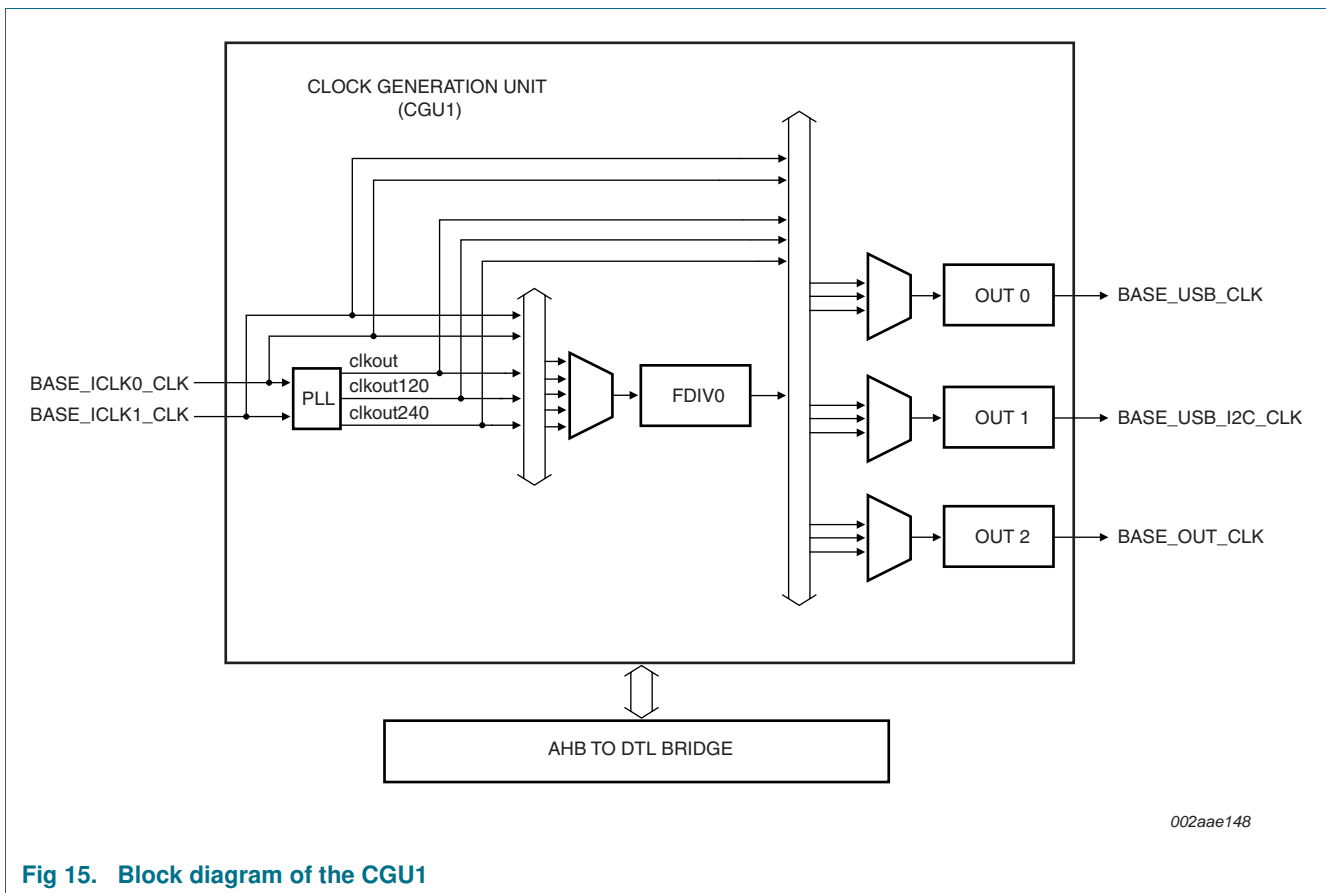 CLOCK GENERATION UNIT
(CGU1)
BASE_ICLK0_CLK
BASE_ICLK1_CLK
PLL
clkout
clkout120
clkout240
FDIV0
OUT 0
BASE_USB_CLK
OUT 1
BASE_USB_I2C_CLK
OUT 2
BASE_OUT_CLK
AHB TO DTL BRIDGE
002aae148
Fig 15. Block diagram of the CGU1